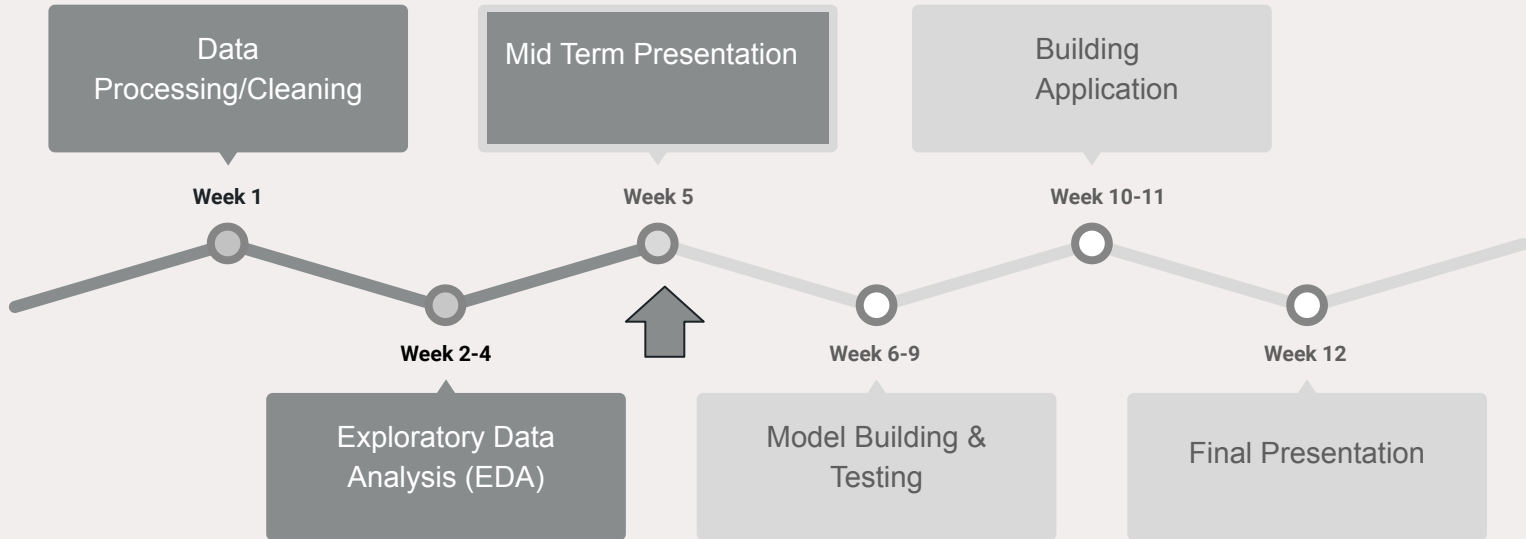 Data
Processing/Cleaning
Mid Term Presentation
Building
Application
Week 1
Week 5
Week 10-11
Week 2-4
Week 6-9
Week 12
Exploratory Data
Analysis (EDA)
Model Building &
Testing
Final Presentation